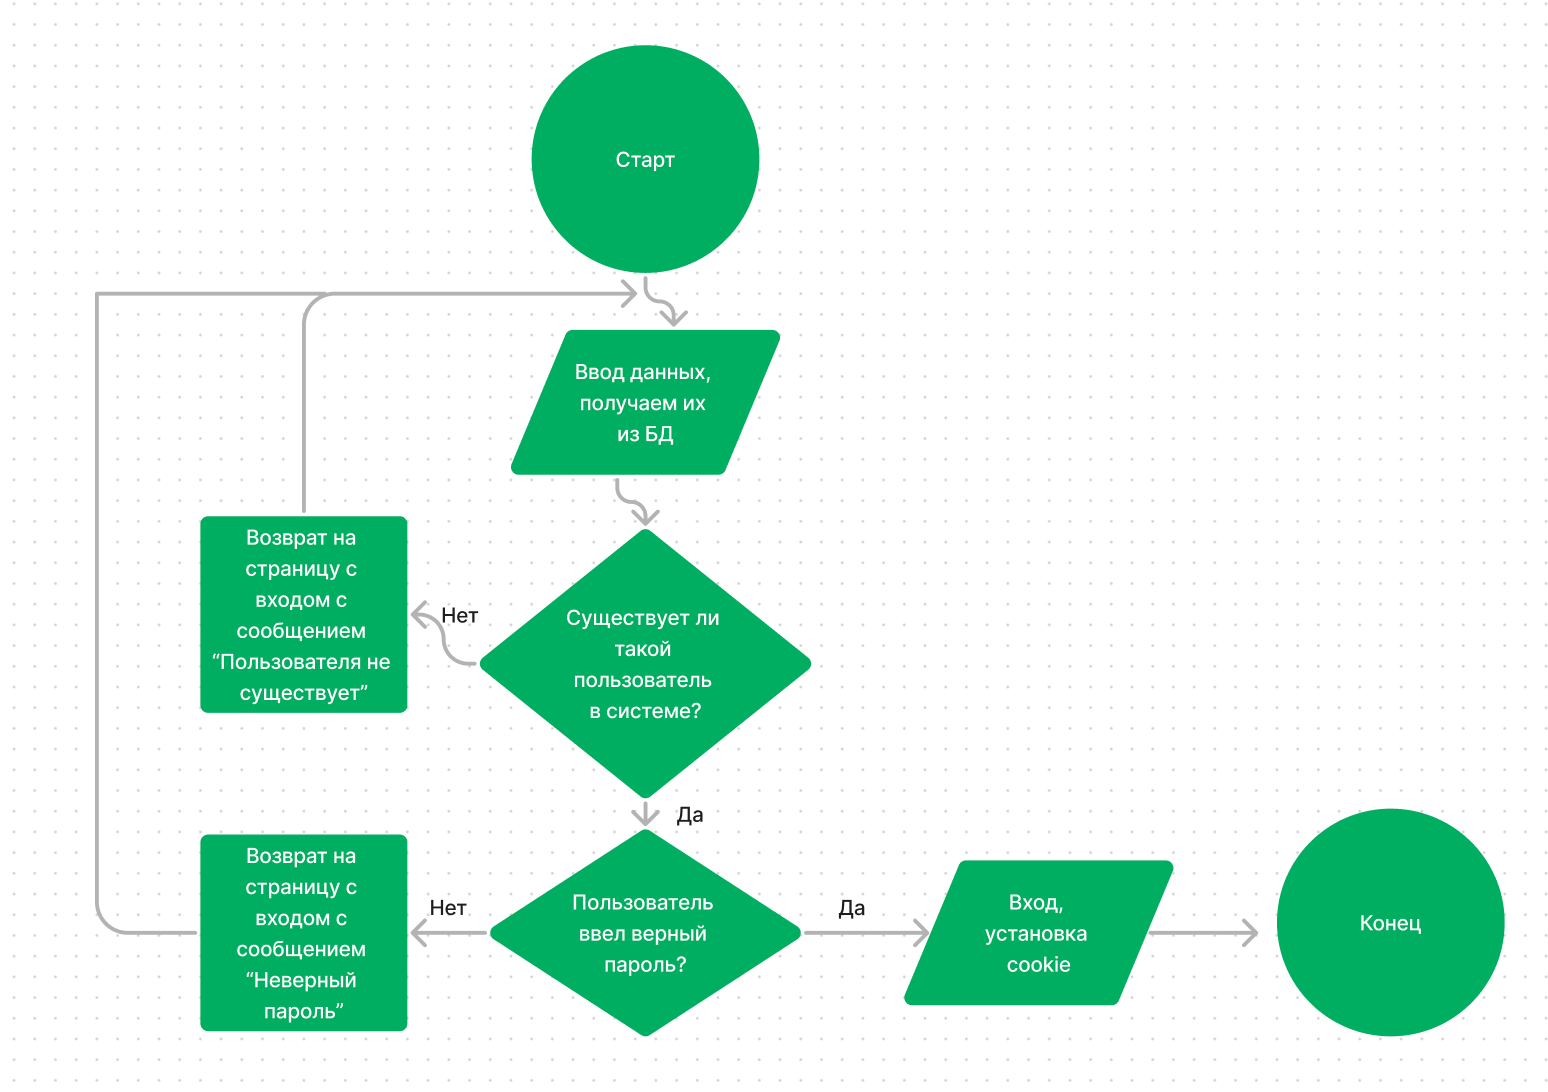 Старт
Ввод данных,
получаем их
из БД
Возврат на
страницу с
входом с
сообщением
“Пользователя не
существует”
Нет
Существует ли
такой
пользователь
в системе?
Да
Возврат на
страницу с
входом с
сообщением
“Неверный
пароль”
Нет
Пользователь
ввел верный
пароль?
Да
Вход,
установка
cookie
Конец